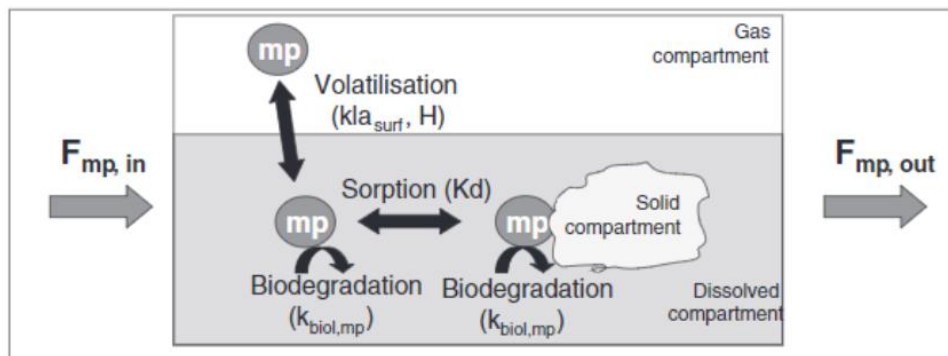 Gas
compartment
mp
Volatilisation
(kla_surf, H)
F_mp, in
F_mp, out
Sorption (Kd)
mp
mp
Solid
compartment
Biodegradation
(k_biol,mp)
Biodegradation
(k_biol,mp)
Dissolved
compartment